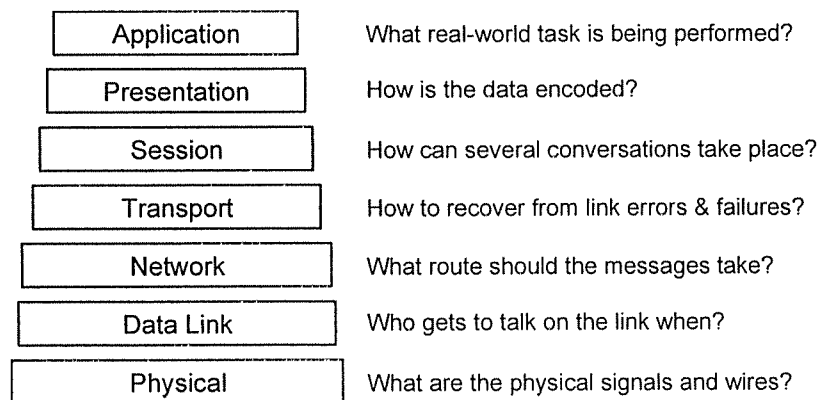 Application What real-world task is being performed?
Presentation How is the data encoded?
Session How can several conversations take place?
Transport How to recover from link errors & failures?
Network What route should the messages take?
Data Link Who gets to talk on the link when?
Physical What are the physical signals and wires?